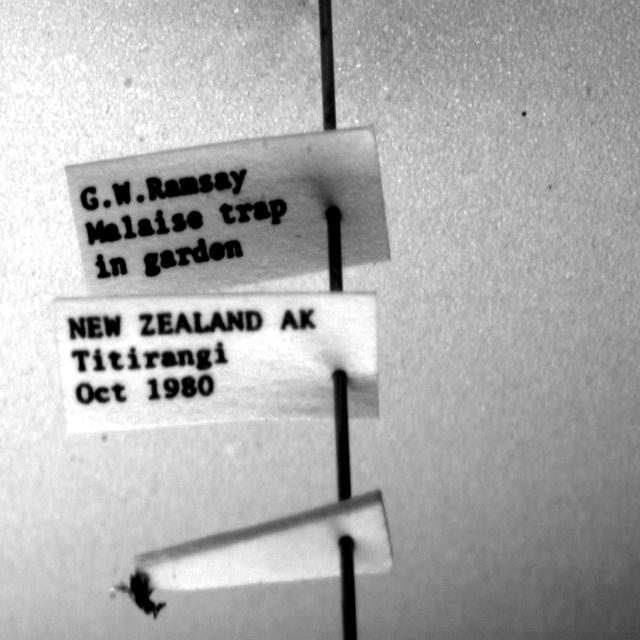 G.W.Ramsay
Malaise trap
in garden
NEW ZEALAND AK
Titirangi
Oct 1980